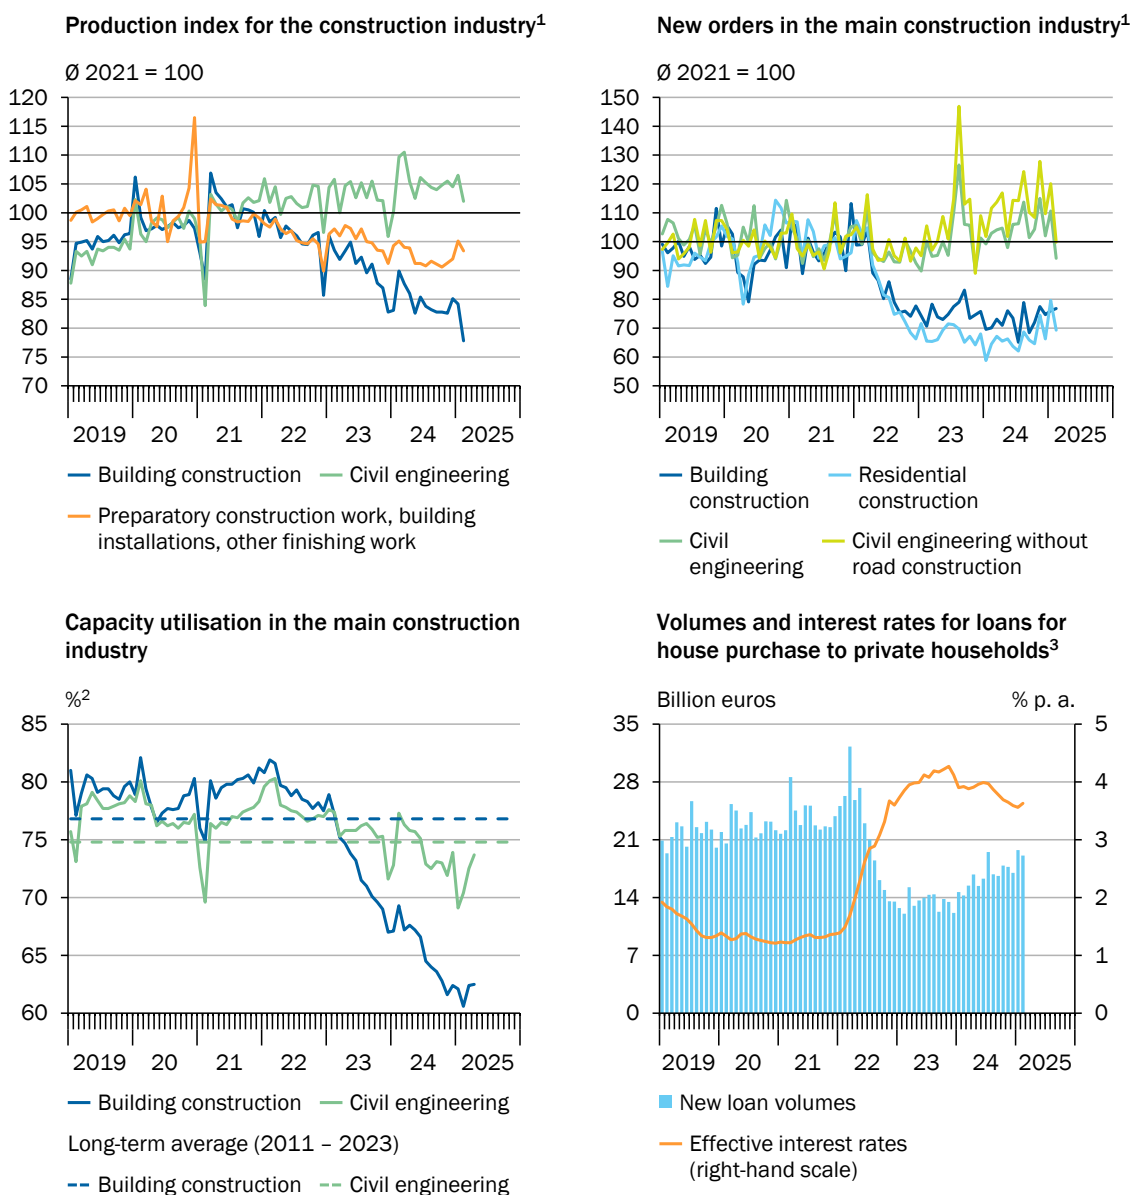 Production index for the construction industry¹
Ø 2021 = 100
120
115
110
105
100
95
90
85
80
75
70
2019 20 21 22 23 24 2025
Building construction Civil engineering
Preparatory construction work, building
installations, other finishing work
New orders in the main construction industry¹
Ø 2021 = 100
150
140
130
120
110
100
90
80
70
60
50
2019 20 21 22 23 24 2025
Building
construction
Residential
construction
Civil
engineering
Civil engineering without
road construction
Capacity utilisation in the main construction
industry
%²
85
80
75
70
65
60
2019 20 21 22 23 24 2025
Building construction Civil engineering
Long-term average (2011 – 2023)
Building construction Civil engineering
Volumes and interest rates for loans for
house purchase to private households³
Billion euros % p. a.
35 5
28 4
21 3
14 2
7 1
0 0
2019 20 21 22 23 24 2025
New loan volumes
Effective interest rates
(right-hand scale)